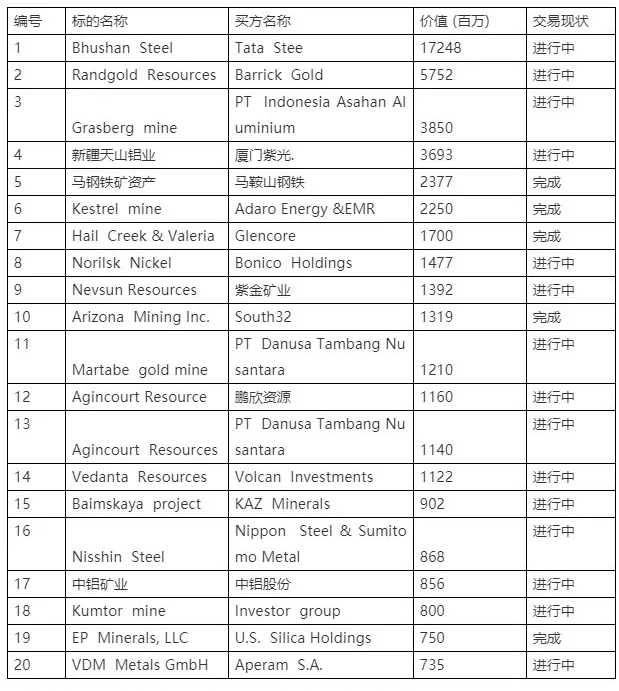 编号 标的名称 买方名称 价值 (百万) 交易现状
1 Bhushan Steel Tata Stee 17248 进行中
2 Randgold Resources Barrick Gold 5752 进行中
3 PT Indonesia Asahan Al 进行中
Grasberg mine uminium 3850
4 新疆天山铝业 厦门紫光. 3693 进行中
5 马钢铁矿资产 马鞍山钢铁 2377 完成
6 Kestrel mine Adaro Energy &EMR 2250 完成
7 Hail Creek & Valeria Glencore 1700 完成
8 Norilsk Nickel Bonico Holdings 1477 进行中
9 Nevsun Resources 紫金矿业 1392 进行中
10 Arizona Mining Inc. South32 1319 完成
11 PT Danusa Tambang Nu 进行中
Martabe gold mine santara 1210
12 Agincourt Resource 鹏欣资源 1160 进行中
13 PT Danusa Tambang Nu 进行中
Agincourt Resources santara 1140
14 Vedanta Resources Volcan Investments 1122 进行中
15 Baimskaya project KAZ Minerals 902 进行中
16 Nippon Steel & Sumito 进行中
Nisshin Steel mo Metal 868
17 中铝矿业 中铝股份 856 进行中
18 Kumtor mine Investor group 800 进行中
19 EP Minerals, LLC U.S. Silica Holdings 750 完成
20 VDM Metals GmbH Aperam S.A. 735 进行中